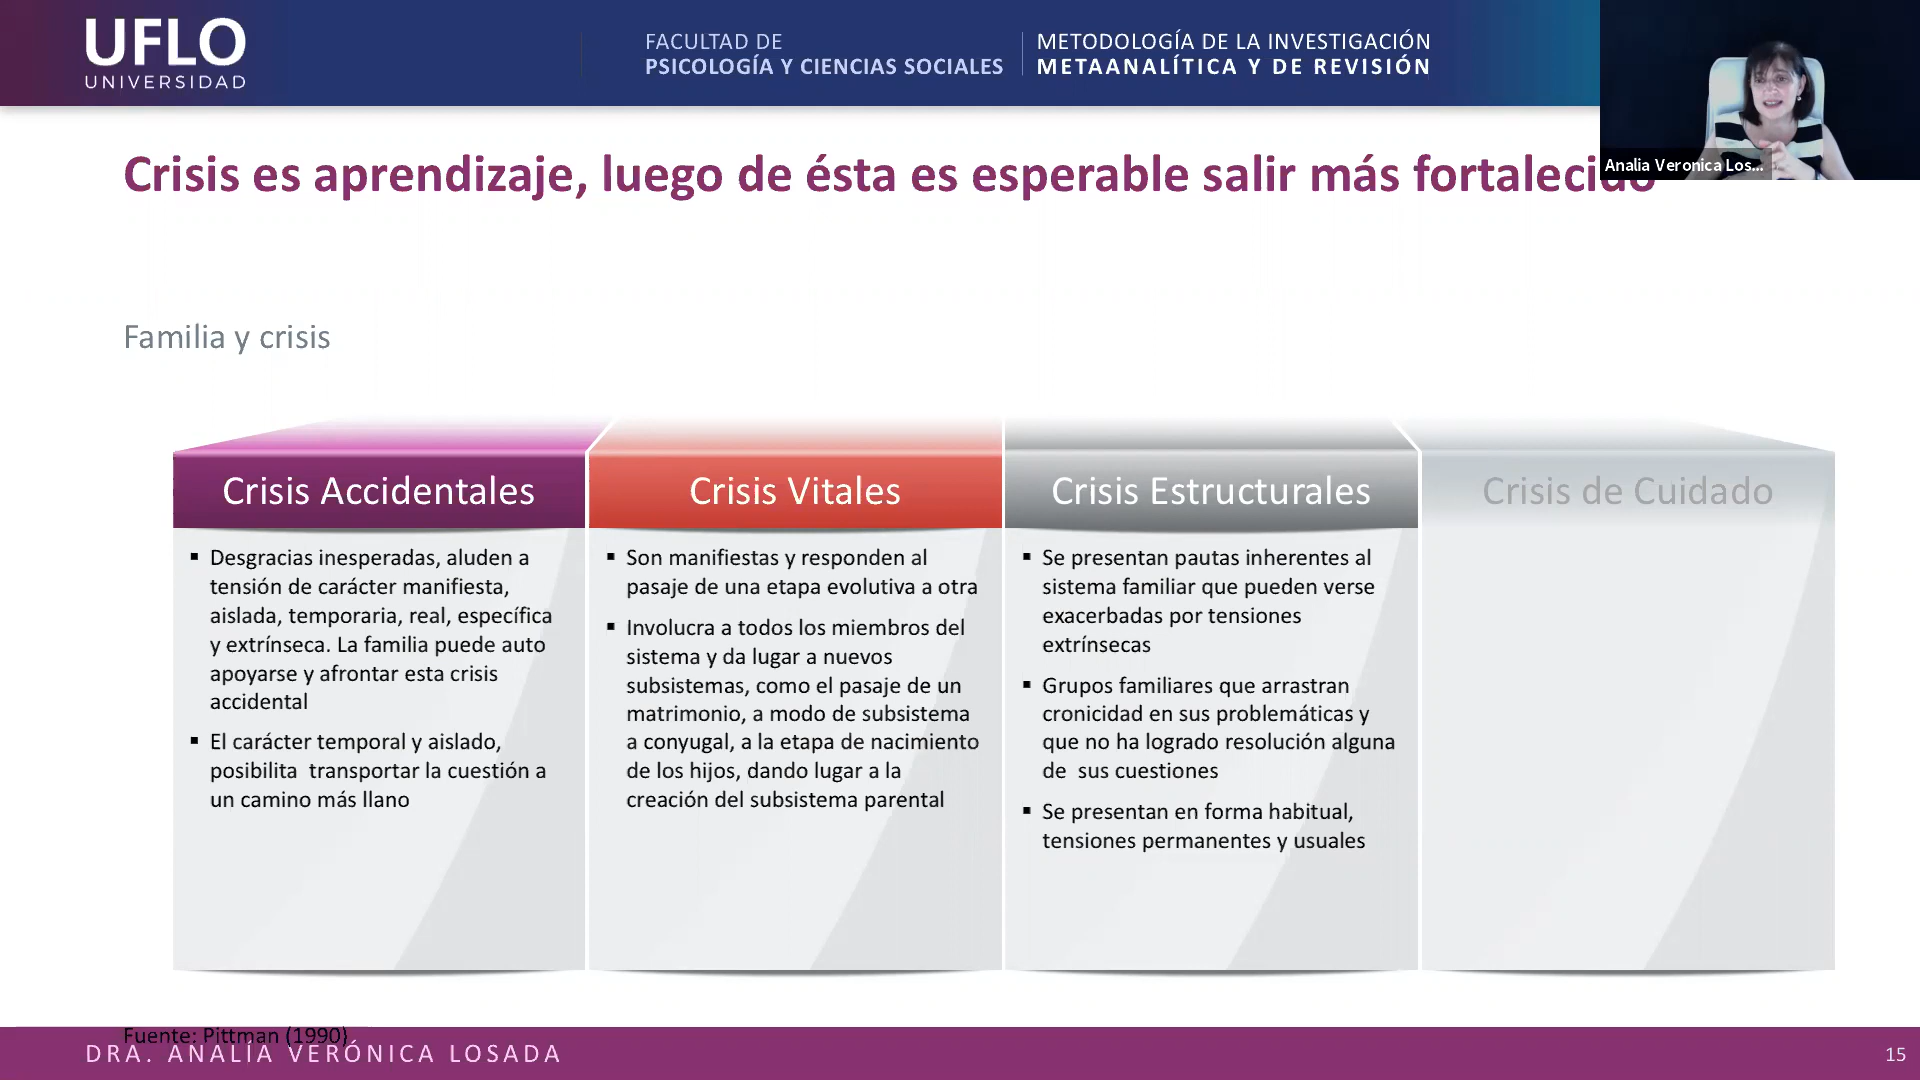 UFLO
UNIVERSIDAD
FACULTAD DE
PSICOLOGÍA Y CIENCIAS SOCIALES
METODOLOGÍA DE LA INVESTIGACIÓN
METAANALÍTICA Y DE REVISIÓN
Analia Veronica Los...
Crisis es aprendizaje, luego de ésta es esperable salir más fortalecido
Familia y crisis
Crisis Accidentales
▪ Desgracias inesperadas, aluden a
tensión de carácter manifiesta,
aislada, temporaria, real, específica
y extrínseca. La familia puede auto
apoyarse y afrontar esta crisis
accidental
▪ El carácter temporal y aislado,
posibilita transportar la cuestión a
un camino más llano
Crisis Vitales
▪ Son manifiestas y responden al
pasaje de una etapa evolutiva a otra
▪ Involucra a todos los miembros del
sistema y da lugar a nuevos
subsistemas, como el pasaje de un
matrimonio, a modo de subsistema
a conyugal, a la etapa de nacimiento
de los hijos, dando lugar a la
creación del subsistema parental
Crisis Estructurales
▪ Se presentan pautas inherentes al
sistema familiar que pueden verse
exacerbadas por tensiones
extrínsecas
▪ Grupos familiares que arrastran
cronicidad en sus problemáticas y
que no ha logrado resolución alguna
de sus cuestiones
▪ Se presentan en forma habitual,
tensiones permanentes y usuales
Crisis de Cuidado
Fuente: Pittman (1990)
DRA. ANALÍA VERÓNICA LOSADA
15